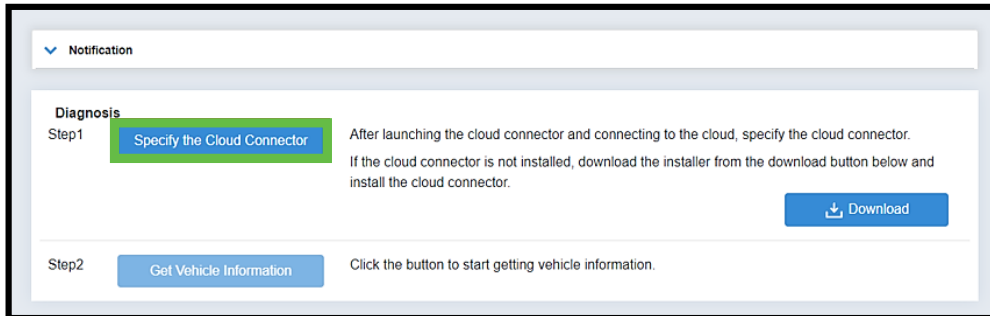 Notification
Diagnosis
Step1
Specify the Cloud Connector
After launching the cloud connector and connecting to the cloud, specify the cloud connector.
If the cloud connector is not installed, download the installer from the download button below and
install the cloud connector.
Download
Step2
Get Vehicle Information
Click the button to start getting vehicle information.